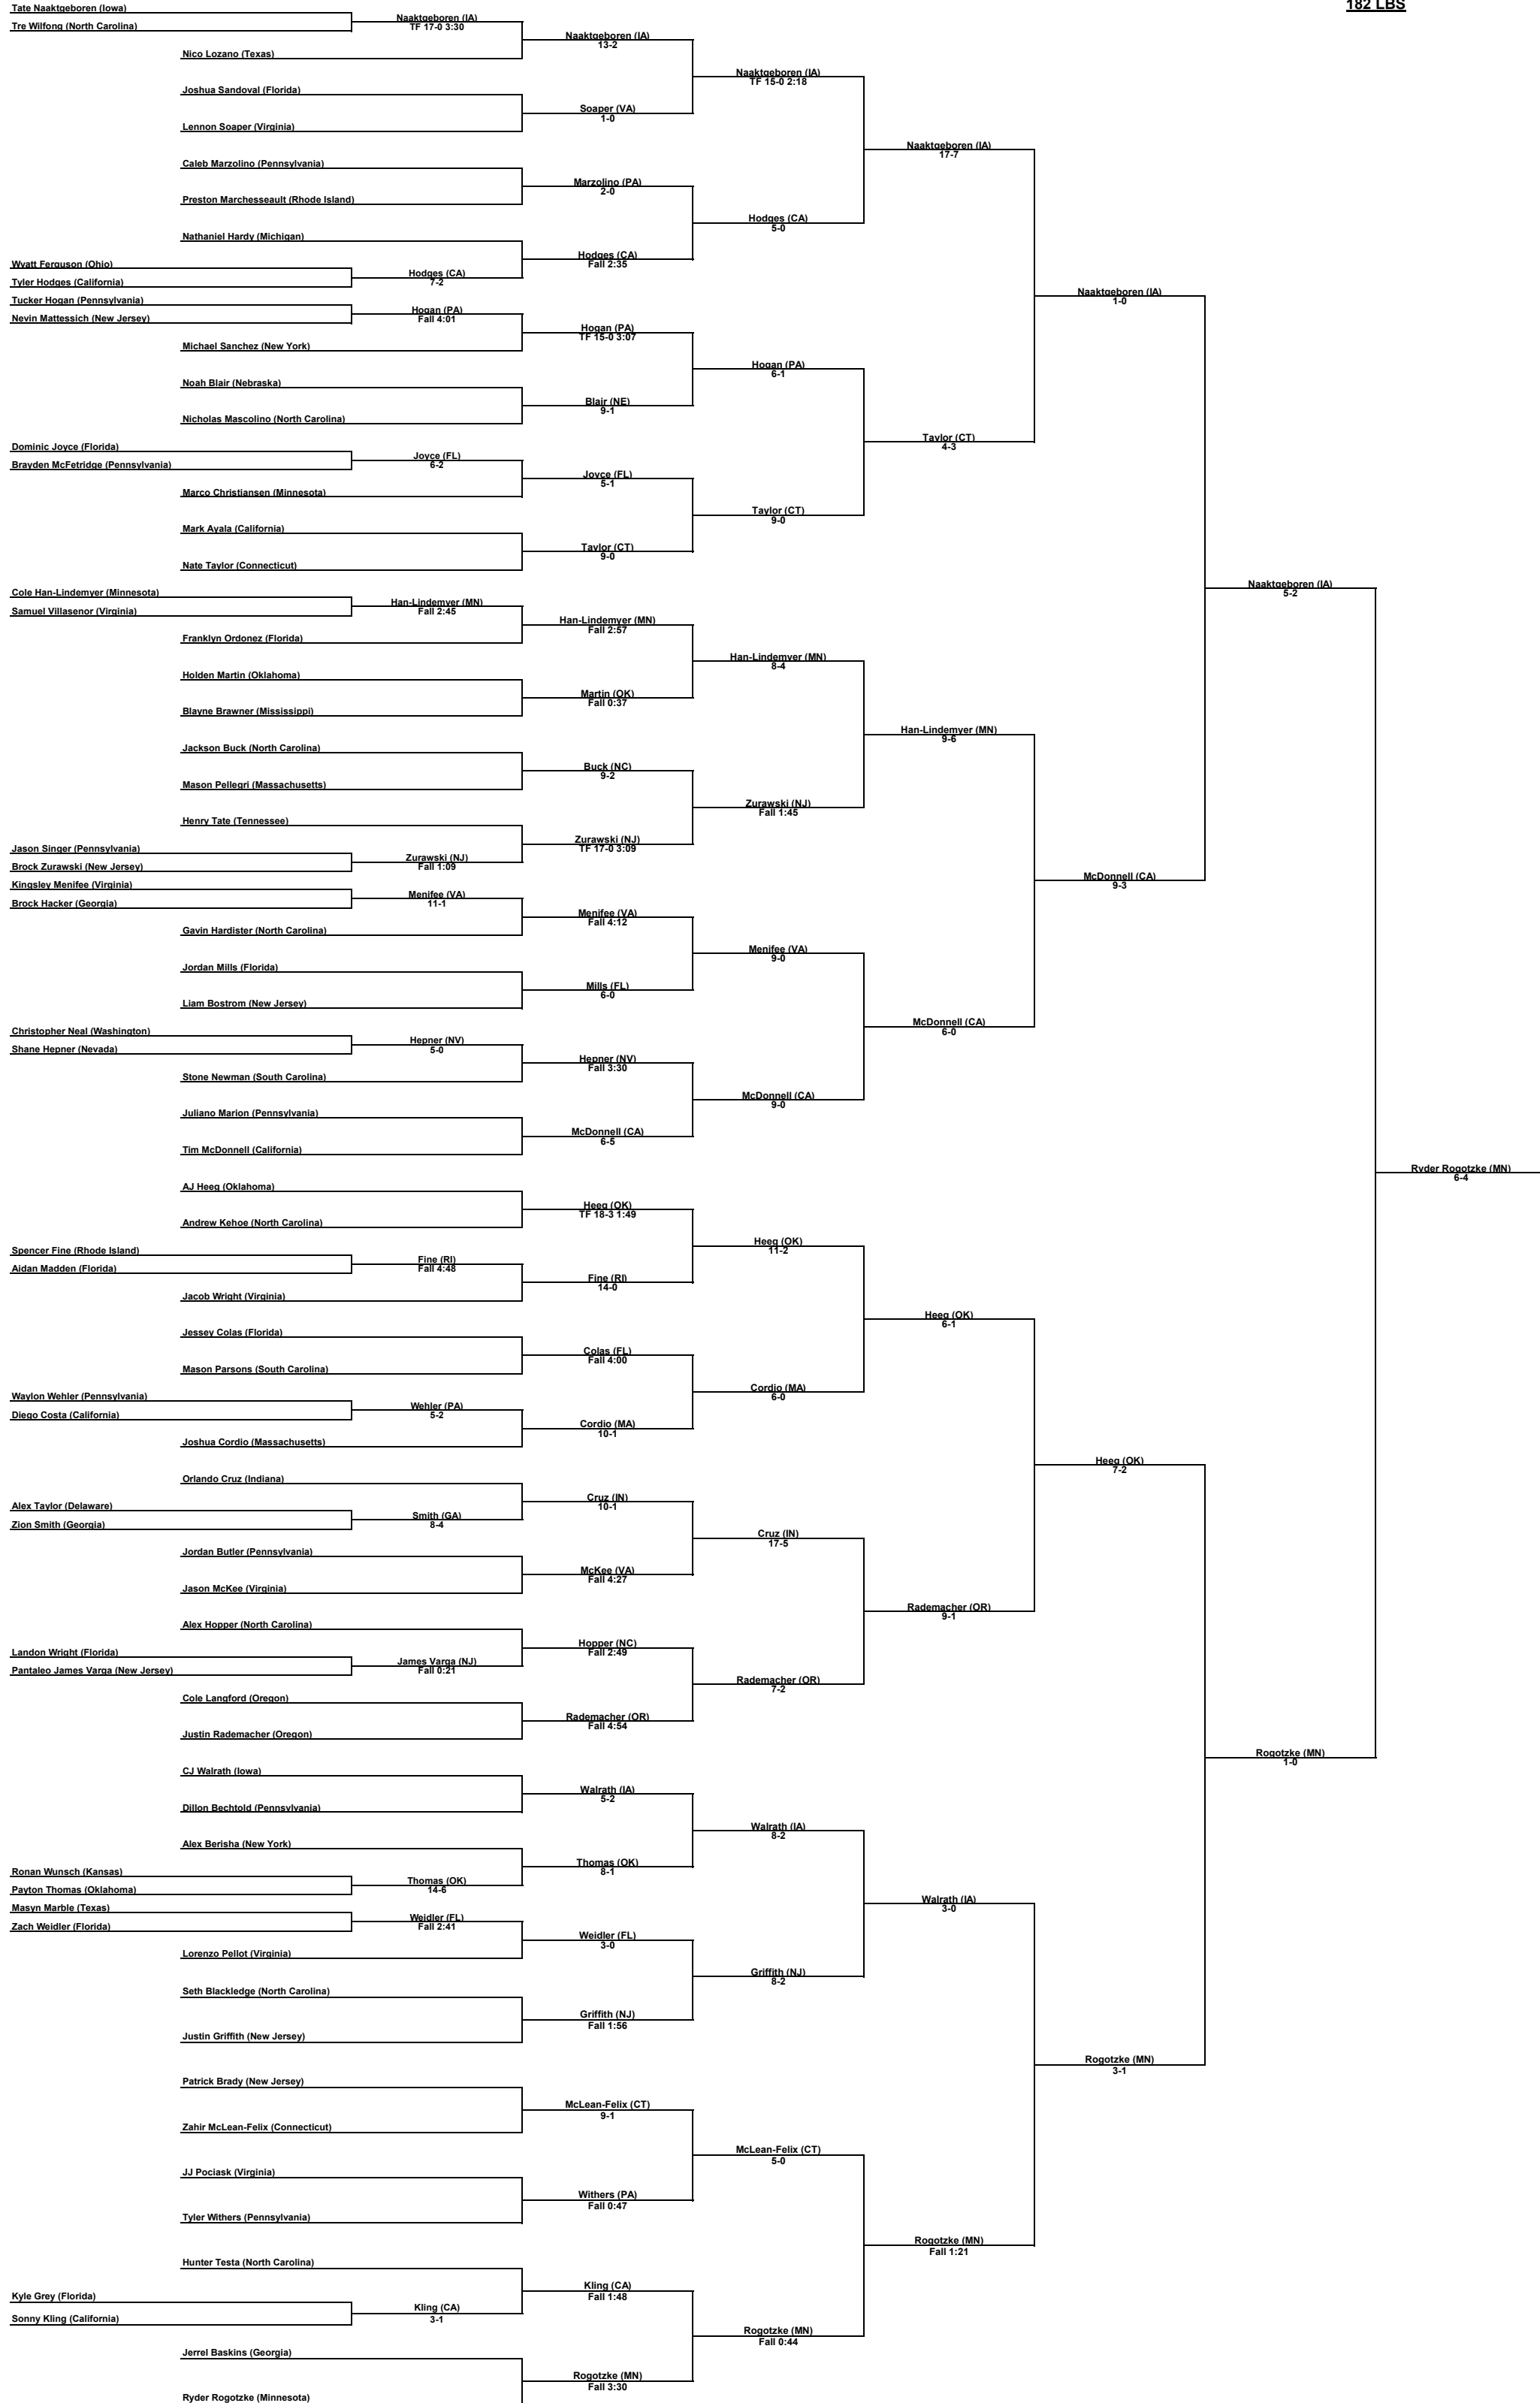 182 LBS
Tate Naaktgeboren (Iowa)
Tre Wilfong (North Carolina)
Naaktgeboren (IA)
TF 17-0 3:30
Nico Lozano (Texas)
Naaktgeboren (IA)
13-2
Joshua Sandoval (Florida)
Lennon Soaper (Virginia)
Soaper (VA)
1-0
Naaktgeboren (IA)
TF 15-0 2:18
Caleb Marzolino (Pennsylvania)
Preston Marchesseault (Rhode Island)
Marzolino (PA)
2-0
Nathaniel Hardy (Michigan)
Wyatt Ferguson (Ohio)
Tyler Hodges (California)
Hodges (CA)
7-2
Hodges (CA)
Fall 2:35
Hodges (CA)
5-0
Naaktgeboren (IA)
17-7
Tucker Hogan (Pennsylvania)
Nevin Mattessich (New Jersey)
Hogan (PA)
Fall 4:01
Michael Sanchez (New York)
Hogan (PA)
TF 15-0 3:07
Noah Blair (Nebraska)
Nicholas Mascolino (North Carolina)
Blair (NE)
9-1
Hogan (PA)
6-1
Dominic Joyce (Florida)
Brayden McFetridge (Pennsylvania)
Joyce (FL)
6-2
Marco Christiansen (Minnesota)
Joyce (FL)
5-1
Mark Ayala (California)
Nate Taylor (Connecticut)
Taylor (CT)
9-0
Taylor (CT)
9-0
Taylor (CT)
4-3
Naaktgeboren (IA)
1-0
Cole Han-Lindemyer (Minnesota)
Samuel Villasenor (Virginia)
Han-Lindemyer (MN)
Fall 2:45
Franklyn Ordonez (Florida)
Han-Lindemyer (MN)
Fall 2:57
Holden Martin (Oklahoma)
Blayne Brawner (Mississippi)
Martin (OK)
Fall 0:37
Han-Lindemyer (MN)
8-4
Jackson Buck (North Carolina)
Mason Pellegri (Massachusetts)
Buck (NC)
9-2
Henry Tate (Tennessee)
Jason Singer (Pennsylvania)
Brock Zurawski (New Jersey)
Zurawski (NJ)
Fall 1:09
Zurawski (NJ)
TF 17-0 3:09
Zurawski (NJ)
Fall 1:45
Han-Lindemyer (MN)
9-6
Kingsley Menifee (Virginia)
Brock Hacker (Georgia)
Menifee (VA)
11-1
Gavin Hardister (North Carolina)
Menifee (VA)
Fall 4:12
Jordan Mills (Florida)
Liam Bostrom (New Jersey)
Mills (FL)
6-0
Menifee (VA)
9-0
Christopher Neal (Washington)
Shane Hepner (Nevada)
Hepner (NV)
5-0
Stone Newman (South Carolina)
Hepner (NV)
Fall 3:30
Juliano Marion (Pennsylvania)
Tim McDonnell (California)
McDonnell (CA)
6-5
McDonnell (CA)
9-0
McDonnell (CA)
6-0
McDonnell (CA)
9-3
Naaktgeboren (IA)
5-2
AJ Heeg (Oklahoma)
Andrew Kehoe (North Carolina)
Heeg (OK)
TF 18-3 1:49
Spencer Fine (Rhode Island)
Aidan Madden (Florida)
Fine (RI)
Fall 4:48
Jacob Wright (Virginia)
Fine (RI)
14-0
Heeg (OK)
11-2
Jessey Colas (Florida)
Mason Parsons (South Carolina)
Colas (FL)
Fall 4:00
Waylon Wehler (Pennsylvania)
Diego Costa (California)
Wehler (PA)
5-2
Joshua Cordio (Massachusetts)
Cordio (MA)
10-1
Cordio (MA)
6-0
Heeg (OK)
6-1
Orlando Cruz (Indiana)
Alex Taylor (Delaware)
Zion Smith (Georgia)
Smith (GA)
8-4
Cruz (IN)
10-1
Jordan Butler (Pennsylvania)
Jason McKee (Virginia)
McKee (VA)
Fall 4:27
Cruz (IN)
17-5
Alex Hopper (North Carolina)
Landon Wright (Florida)
Pantaleo James Varga (New Jersey)
James Varga (NJ)
Fall 0:21
Hopper (NC)
Fall 2:49
Cole Langford (Oregon)
Justin Rademacher (Oregon)
Rademacher (OR)
Fall 4:54
Rademacher (OR)
7-2
Rademacher (OR)
9-1
Heeg (OK)
7-2
CJ Walrath (Iowa)
Dillon Bechtold (Pennsylvania)
Walrath (IA)
5-2
Alex Berisha (New York)
Ronan Wunsch (Kansas)
Payton Thomas (Oklahoma)
Thomas (OK)
14-6
Thomas (OK)
8-1
Walrath (IA)
8-2
Masyn Marble (Texas)
Zach Weidler (Florida)
Weidler (FL)
Fall 2:41
Lorenzo Pellot (Virginia)
Weidler (FL)
3-0
Seth Blackledge (North Carolina)
Justin Griffith (New Jersey)
Griffith (NJ)
Fall 1:56
Griffith (NJ)
8-2
Walrath (IA)
3-0
Patrick Brady (New Jersey)
Zahir McLean-Felix (Connecticut)
McLean-Felix (CT)
9-1
JJ Pociask (Virginia)
Tyler Withers (Pennsylvania)
Withers (PA)
Fall 0:47
McLean-Felix (CT)
5-0
Hunter Testa (North Carolina)
Kyle Grey (Florida)
Sonny Kling (California)
Kling (CA)
3-1
Kling (CA)
Fall 1:48
Jerrel Baskins (Georgia)
Ryder Rogotzke (Minnesota)
Rogotzke (MN)
Fall 3:30
Rogotzke (MN)
Fall 0:44
Rogotzke (MN)
Fall 1:21
Rogotzke (MN)
3-1
Rogotzke (MN)
1-0
Ryder Rogotzke (MN)
6-4